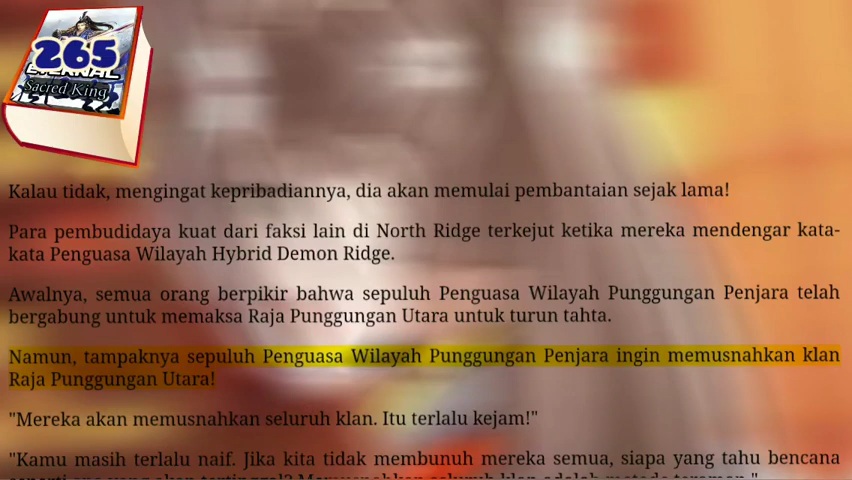 265
ETERNAL
Sacred King
Kalau tidak, mengingat kepribadiannya, dia akan memulai pembantaian sejak lama!
Para pembudidaya kuat dari faksi lain di North Ridge terkejut ketika mereka mendengar kata-
kata Penguasa Wilayah Hybrid Demon Ridge.
Awalnya, semua orang berpikir bahwa sepuluh Penguasa Wilayah Punggungan Penjara telah
bergabung untuk memaksa Raja Punggungan Utara untuk turun tahta.
Namun, tampaknya sepuluh Penguasa Wilayah Punggungan Penjara ingin memusnahkan klan
Raja Punggungan Utara!
"Mereka akan memusnahkan seluruh klan. Itu terlalu kejam!"
"Kamu masih terlalu naif. Jika kita tidak membunuh mereka semua, siapa yang tahu bencana